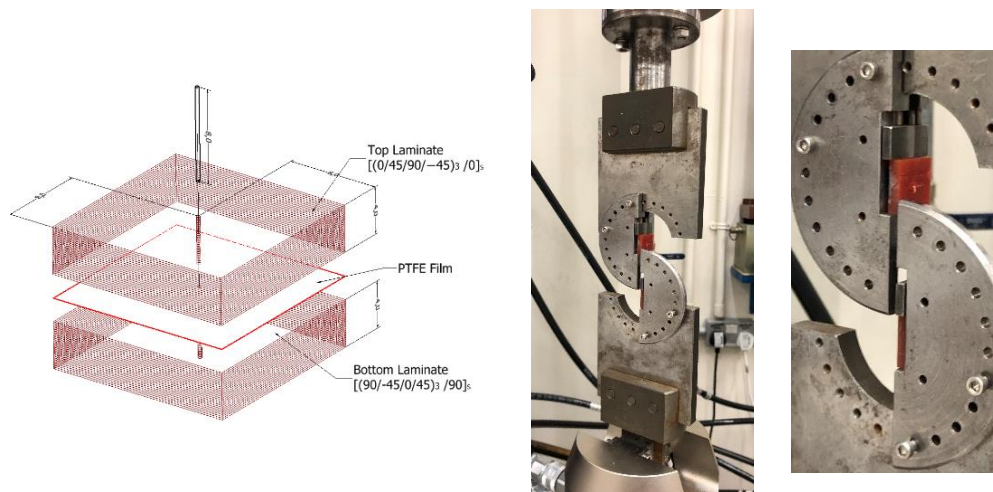 Top Laminate
[(0/45/90/−45)₃ /0]ₛ
PTFE Film
Bottom Laminate
[(90/-45/0/45)₃ /90]ₛ